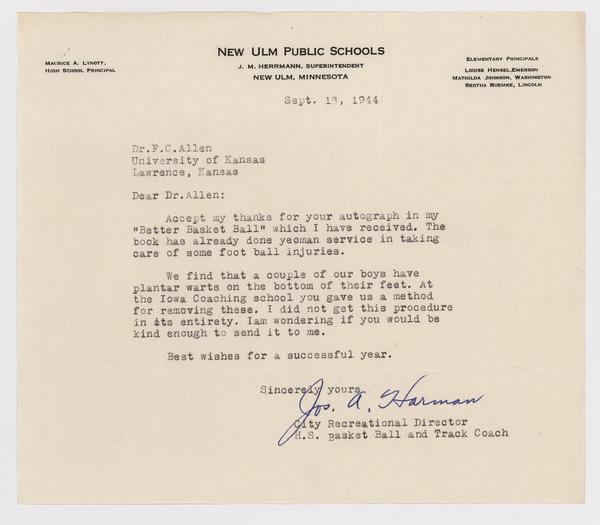 New Ulm Public Schools
Maurice A. Lynott,
High School Principal
J. M. Herrmann, Superintendent
New Ulm, Minnesota
Elementary Principals
Louise Hensel, Emerson
Mathilda Johnson, Washington
Bertha Ruemke, Lincoln
Sept. 13, 1944
Dr.F.C.Allen
University of Kansas
Lawrence, Kansas
Dear Dr.Allen:
Accept my thanks for your autograph in my
"Better Basket Ball" which I have received. The
book has already done yeoman service in taking
care of some foot ball injuries.
We find that a couple of our boys have
plantar warts on the bottom of their feet. At
the Iowa Coaching school you gave us a method
for removing these. I did not get this procedure
in its entirety. Iam wondering if you would be
kind enough to send it to me.
Best wishes for a successful year.
Sincerely yours
Jos. A. Harman
City Recreational Director
H.S. Basket Ball and Track Coach